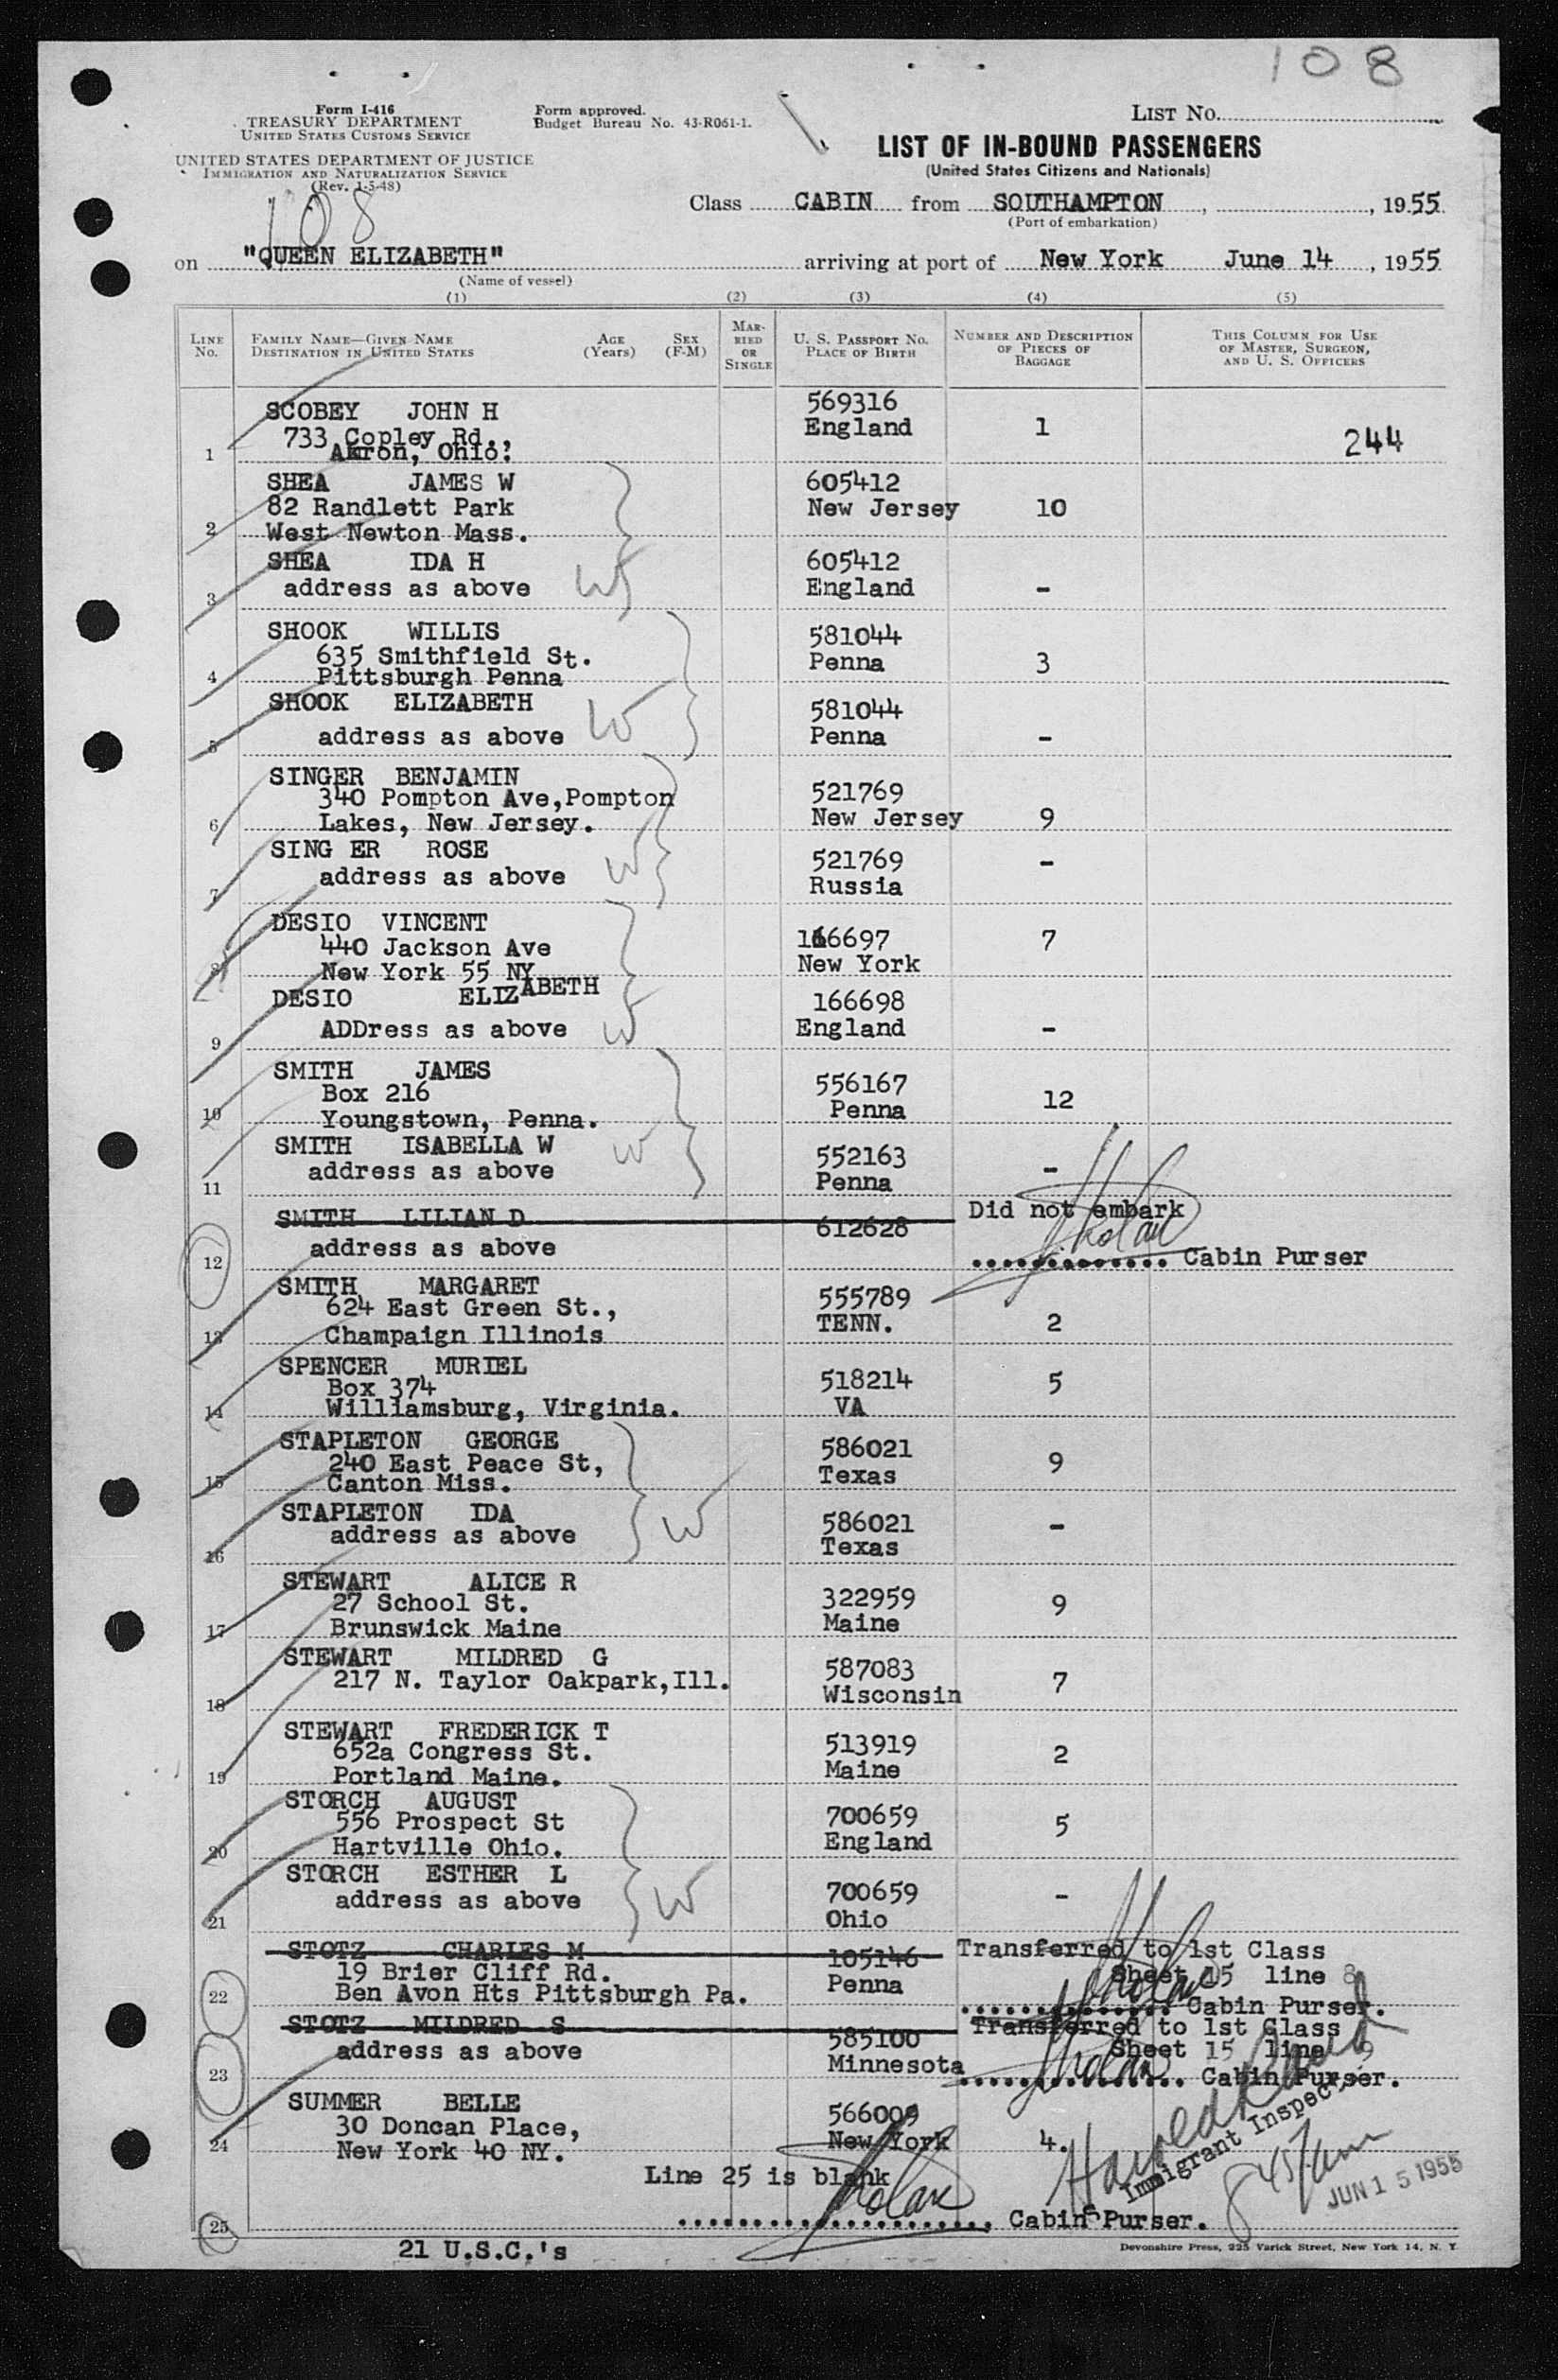 108
Form I-416
TREASURY DEPARTMENT
UNITED STATES CUSTOMS SERVICE
UNITED STATES DEPARTMENT OF JUSTICE
IMMIGRATION AND NATURALIZATION SERVICE
(Rev. 1-5-48)
Form approved.
Budget Bureau No. 43-R061-1.
LIST No.
LIST OF IN-BOUND PASSENGERS
(United States Citizens and Nationals)
108
Class CABIN from SOUTHAMPTON, , 1955
(Port of embarkation)
on "QUEEN ELIZABETH" arriving at port of New York June 14, 1955
(Name of vessel)
(1) (2) (3) (4) (5)
LINE No.
FAMILY NAME—GIVEN NAME
DESTINATION IN UNITED STATES
AGE (Years)
SEX (F-M)
MARRIED OR SINGLE
U. S. PASSPORT NO.
PLACE OF BIRTH
NUMBER AND DESCRIPTION OF PIECES OF BAGGAGE
THIS COLUMN FOR USE OF MASTER, SURGEON, AND U. S. OFFICERS
SCOBEY JOHN H 569316
733 Copley Rd., England 1 244
1 Akron, Ohio.
SHEA JAMES W 605412
82 Randlett Park New Jersey 10
2 West Newton Mass.
SHEA IDA H 605412
3 address as above W England -
SHOOK WILLIS 581044
635 Smithfield St. Penna 3
4 Pittsburgh Penna
SHOOK ELIZABETH 581044
5 address as above W Penna -
SINGER BENJAMIN 521769
340 Pompton Ave,Pompton
6 Lakes, New Jersey. New Jersey 9
SING ER ROSE 521769 -
7 address as above W Russia
DESIO VINCENT 166697 7
440 Jackson Ave New York
8 New York 55 NY
DESIO ELIZABETH 166698
9 ADDress as above W England -
SMITH JAMES 556167
Box 216 Penna 12
10 Youngstown, Penna.
SMITH ISABELLA W W 552163
11 address as above Penna -
SMITH LILIAN D 612628 Did not embark
12 address as above Cabin Purser
SMITH MARGARET 555789
624 East Green St., TENN. 2
13 Champaign Illinois
SPENCER MURIEL 518214 5
Box 374 VA
14 Williamsburg, Virginia.
STAPLETON GEORGE 586021
240 East Peace St, Texas 9
15 Canton Miss.
STAPLETON IDA 586021 -
16 address as above W Texas
STEWART ALICE R 322959
27 School St. Maine 9
17 Brunswick Maine
STEWART MILDRED G 587083
18 217 N. Taylor Oakpark,Ill. Wisconsin 7
STEWART FREDERICK T 513919
652a Congress St. Maine 2
19 Portland Maine.
STORCH AUGUST 700659
556 Prospect St England 5
20 Hartville Ohio.
STORCH ESTHER L 700659 -
21 address as above W Ohio
STOTZ CHARLES M 105146 Transferred to 1st Class
19 Brier Cliff Rd. Penna Sheet 15 line 8
22 Ben Avon Hts Pittsburgh Pa. Cabin Purser.
STOTZ MILDRED S 585100 Transferred to 1st Class
address as above Minnesota Sheet 15 line 9
23 Cabin Purser.
SUMMER BELLE 566009
30 Doncan Place, New York 4.
24 New York 40 NY.
Immigrant Inspector
845/am
JUN 15 1955
Line 25 is blank
25 Cabin Purser.
21 U.S.C.'s
Devonshire Press, 225 Varick Street, New York 14, N. Y.